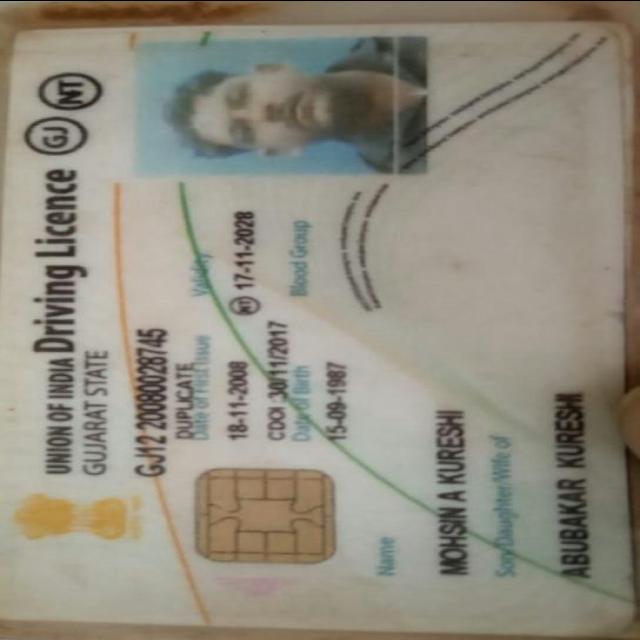 UNION OF INDIA Driving Licence GJ NT
GUJARAT STATE
GJ12 20080028745
DUPLICATE
Date of First Issue Validity
18-11-2008 NT 17-11-2028
CDOI 30/11/2017
Date of Birth Blood Group
15-09-1987
Name
MOHSIN A KURESHI
Son/Daughter/Wife of
ABUBAKAR KURESHI